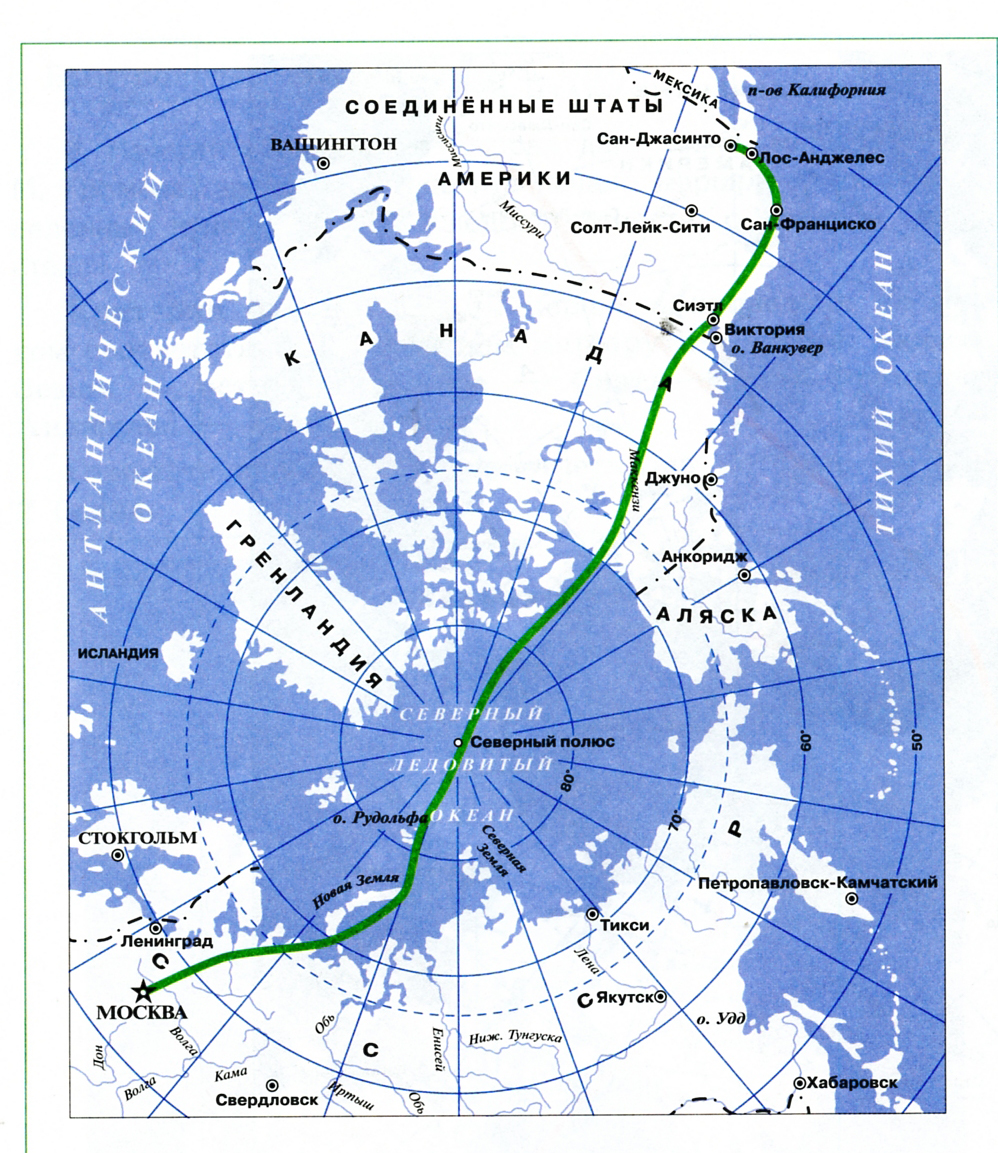 МЕКСИКА
п-ов Калифорния
СОЕДИНЁННЫЕ ШТАТЫ
Сан-Джасинто
ВАШИНГТОН
Миссисипи
Лос-Анджелес
АМЕРИКИ
Миссури
Солт-Лейк-Сити
Сан-Франциско
АНТЛАНТИЧЕСКИЙ
ОКЕАН
ТИХИЙ ОКЕАН
Сиэтл
Виктория
о. Ванкувер
КАНАДА
Маккензи
Джуно
Анкоридж
АЛЯСКА
ГРЕНЛАНДИЯ
ИСЛАНДИЯ
СЕВЕРНЫЙ
Северный полюс
ЛЕДОВИТЫЙ
80°
70°
60°
50°
о. Рудольфа
ОКЕАН
Северная
Земля
СТОКГОЛЬМ
Р
Новая Земля
Петропавловск-Камчатский
Тикси
Ленинград
С
Лена
С
Якутск
МОСКВА
о. Удд
Обь
С
Енисей
Ниж. Тунгуска
Дон
Волга
Волга
Кама
Свердловск
Иртыш
Обь
Хабаровск